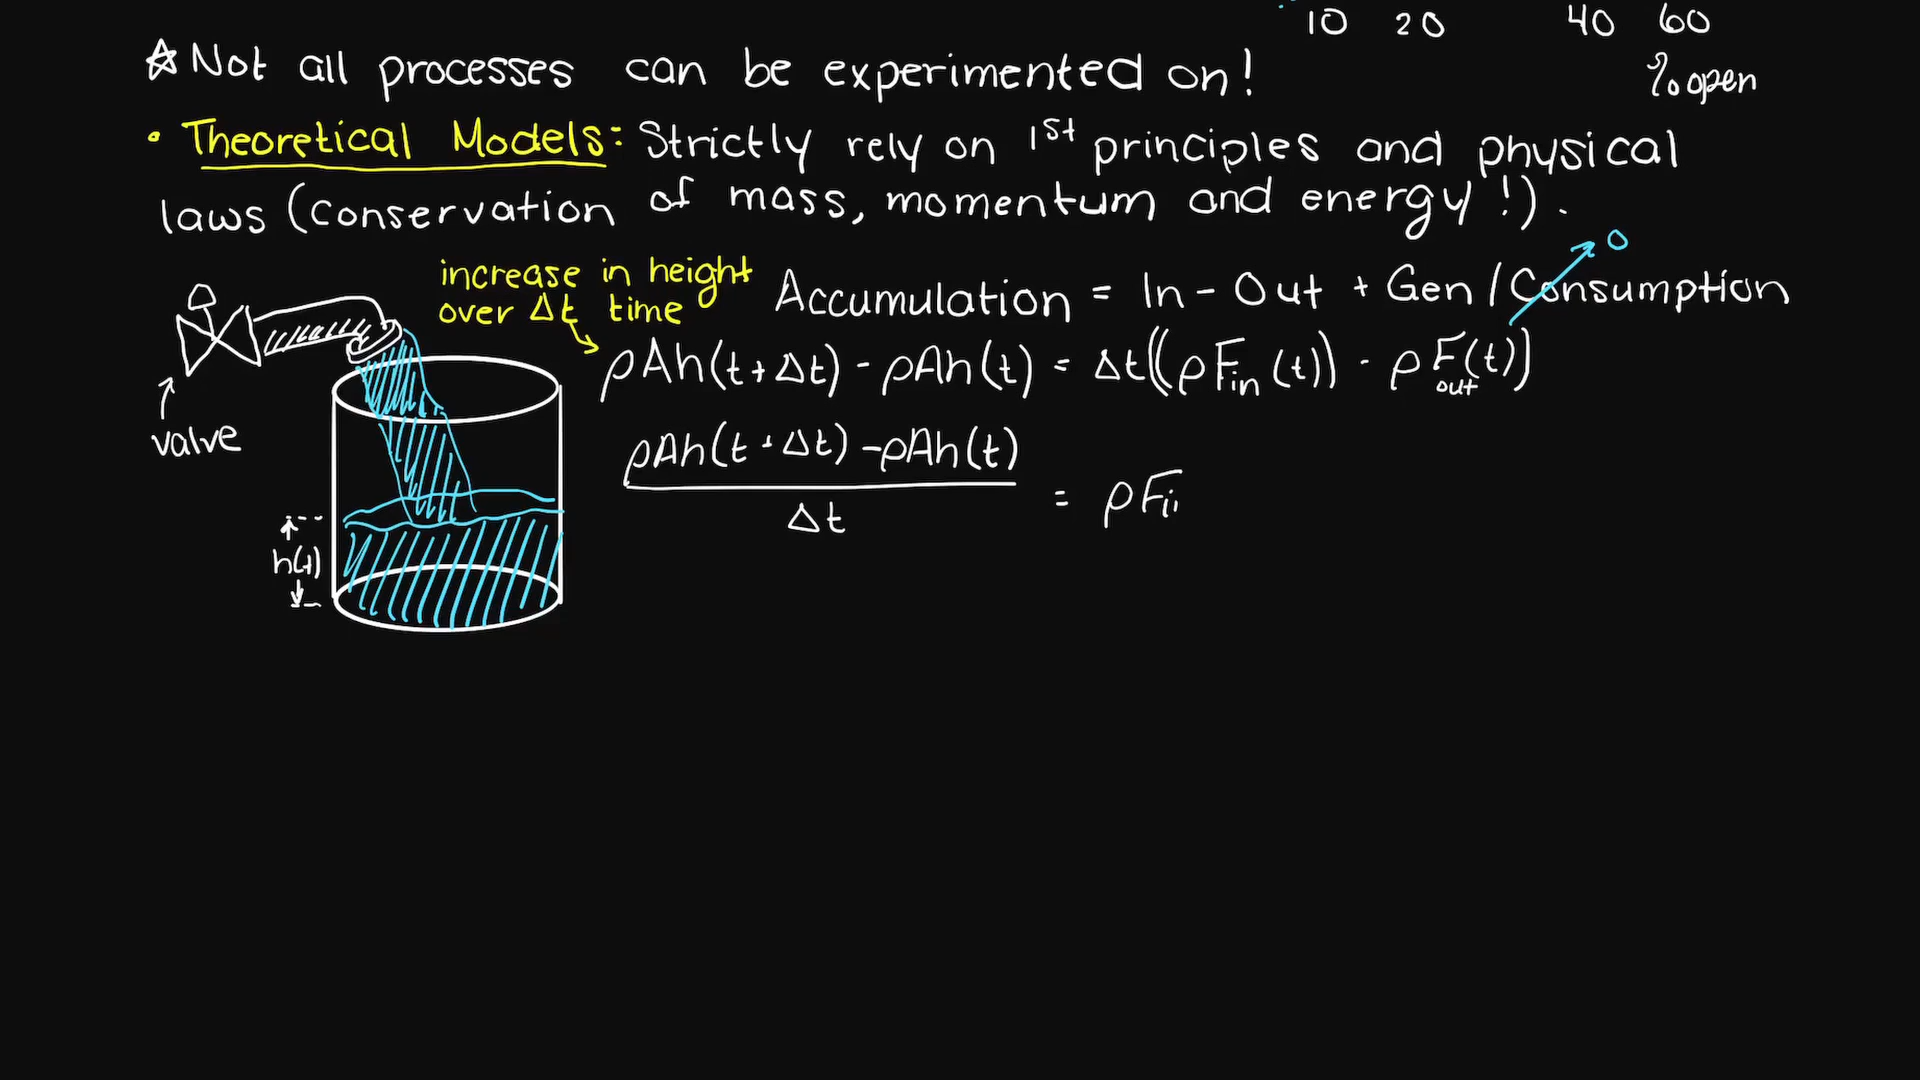 10 20 40 60
☆ Not all processes can be experimented on!
% open
• Theoretical Models: Strictly rely on 1st principles and physical
laws (conservation of mass, momentum and energy!).
0
increase in height
over Δt time
Accumulation = In - Out + Gen / Consumption
ρAh(t+Δt) - ρAh(t) = Δt((ρFin(t)) - ρFout(t))
valve
ρAh(t+Δt) - ρAh(t)
Δt
= ρFii
h(t)